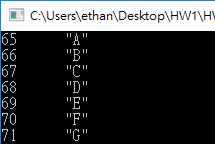 C:\Users\ethan\Desktop\HW1\HW
65 "A"
66 "B"
67 "C"
68 "D"
69 "E"
70 "F"
71 "G"